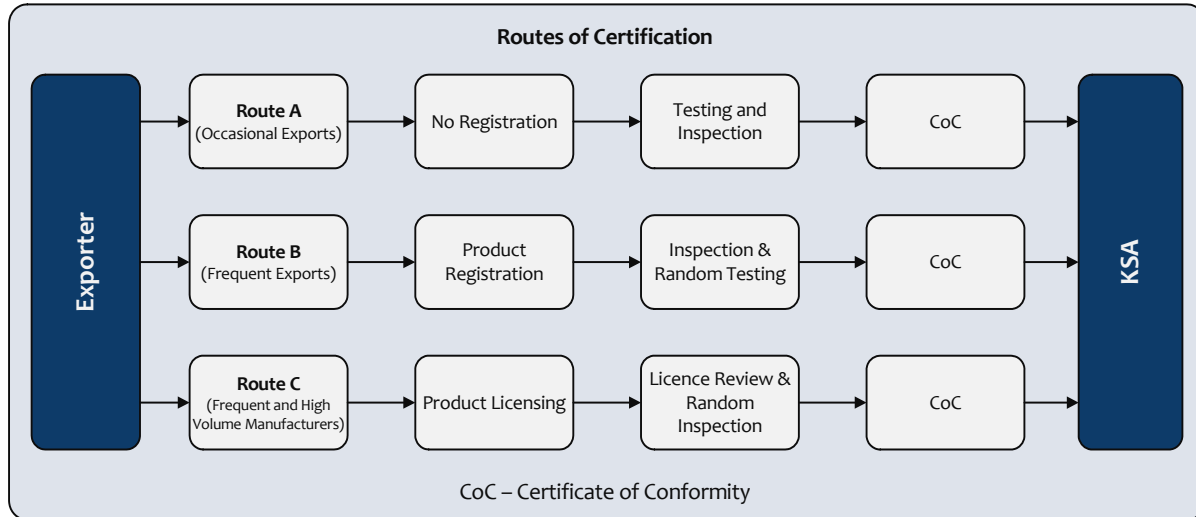 Routes of Certification
Exporter
Route A
(Occasional Exports)
No Registration
Testing and
Inspection
CoC
Route B
(Frequent Exports)
Product
Registration
Inspection &
Random Testing
CoC
Route C
(Frequent and High
Volume Manufacturers)
Product Licensing
Licence Review &
Random
Inspection
CoC
KSA
CoC – Certificate of Conformity